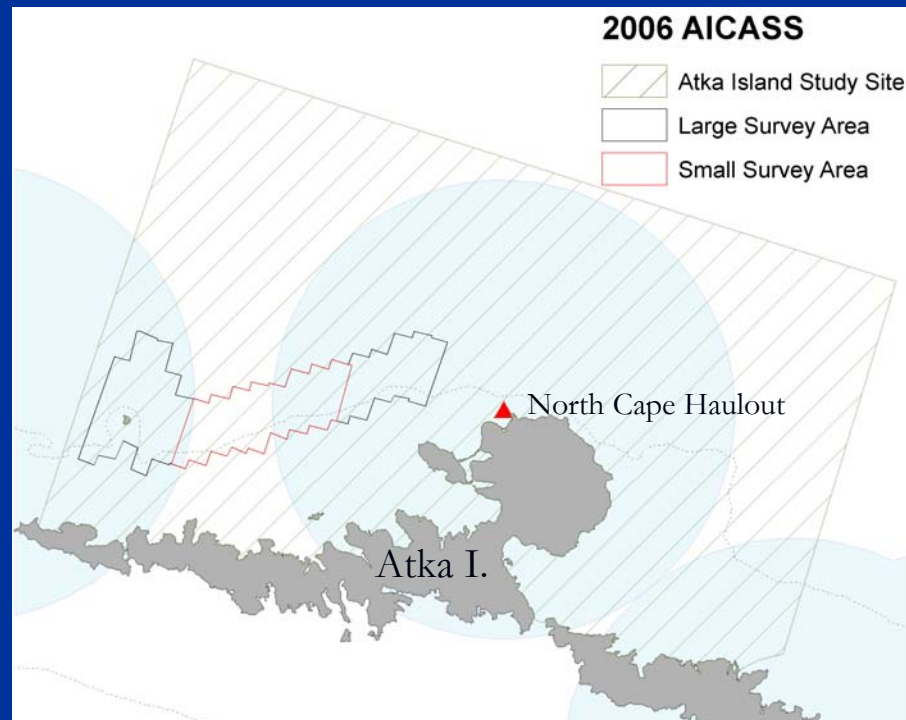 2006 AICASS
Atka Island Study Site
Large Survey Area
Small Survey Area
North Cape Haulout
Atka I.